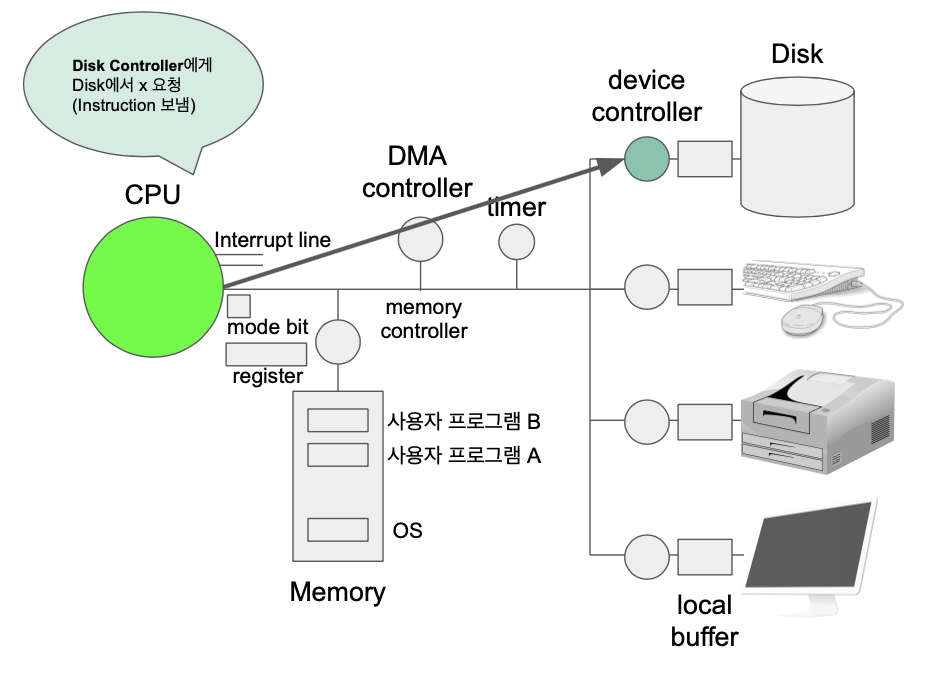 Disk Controller에게
Disk에서 x 요청
(Instruction 보냄)
CPU
Interrupt line
mode bit
register
DMA
controller
timer
memory
controller
device
controller
Disk
사용자 프로그램 B
사용자 프로그램 A
OS
Memory
local
buffer